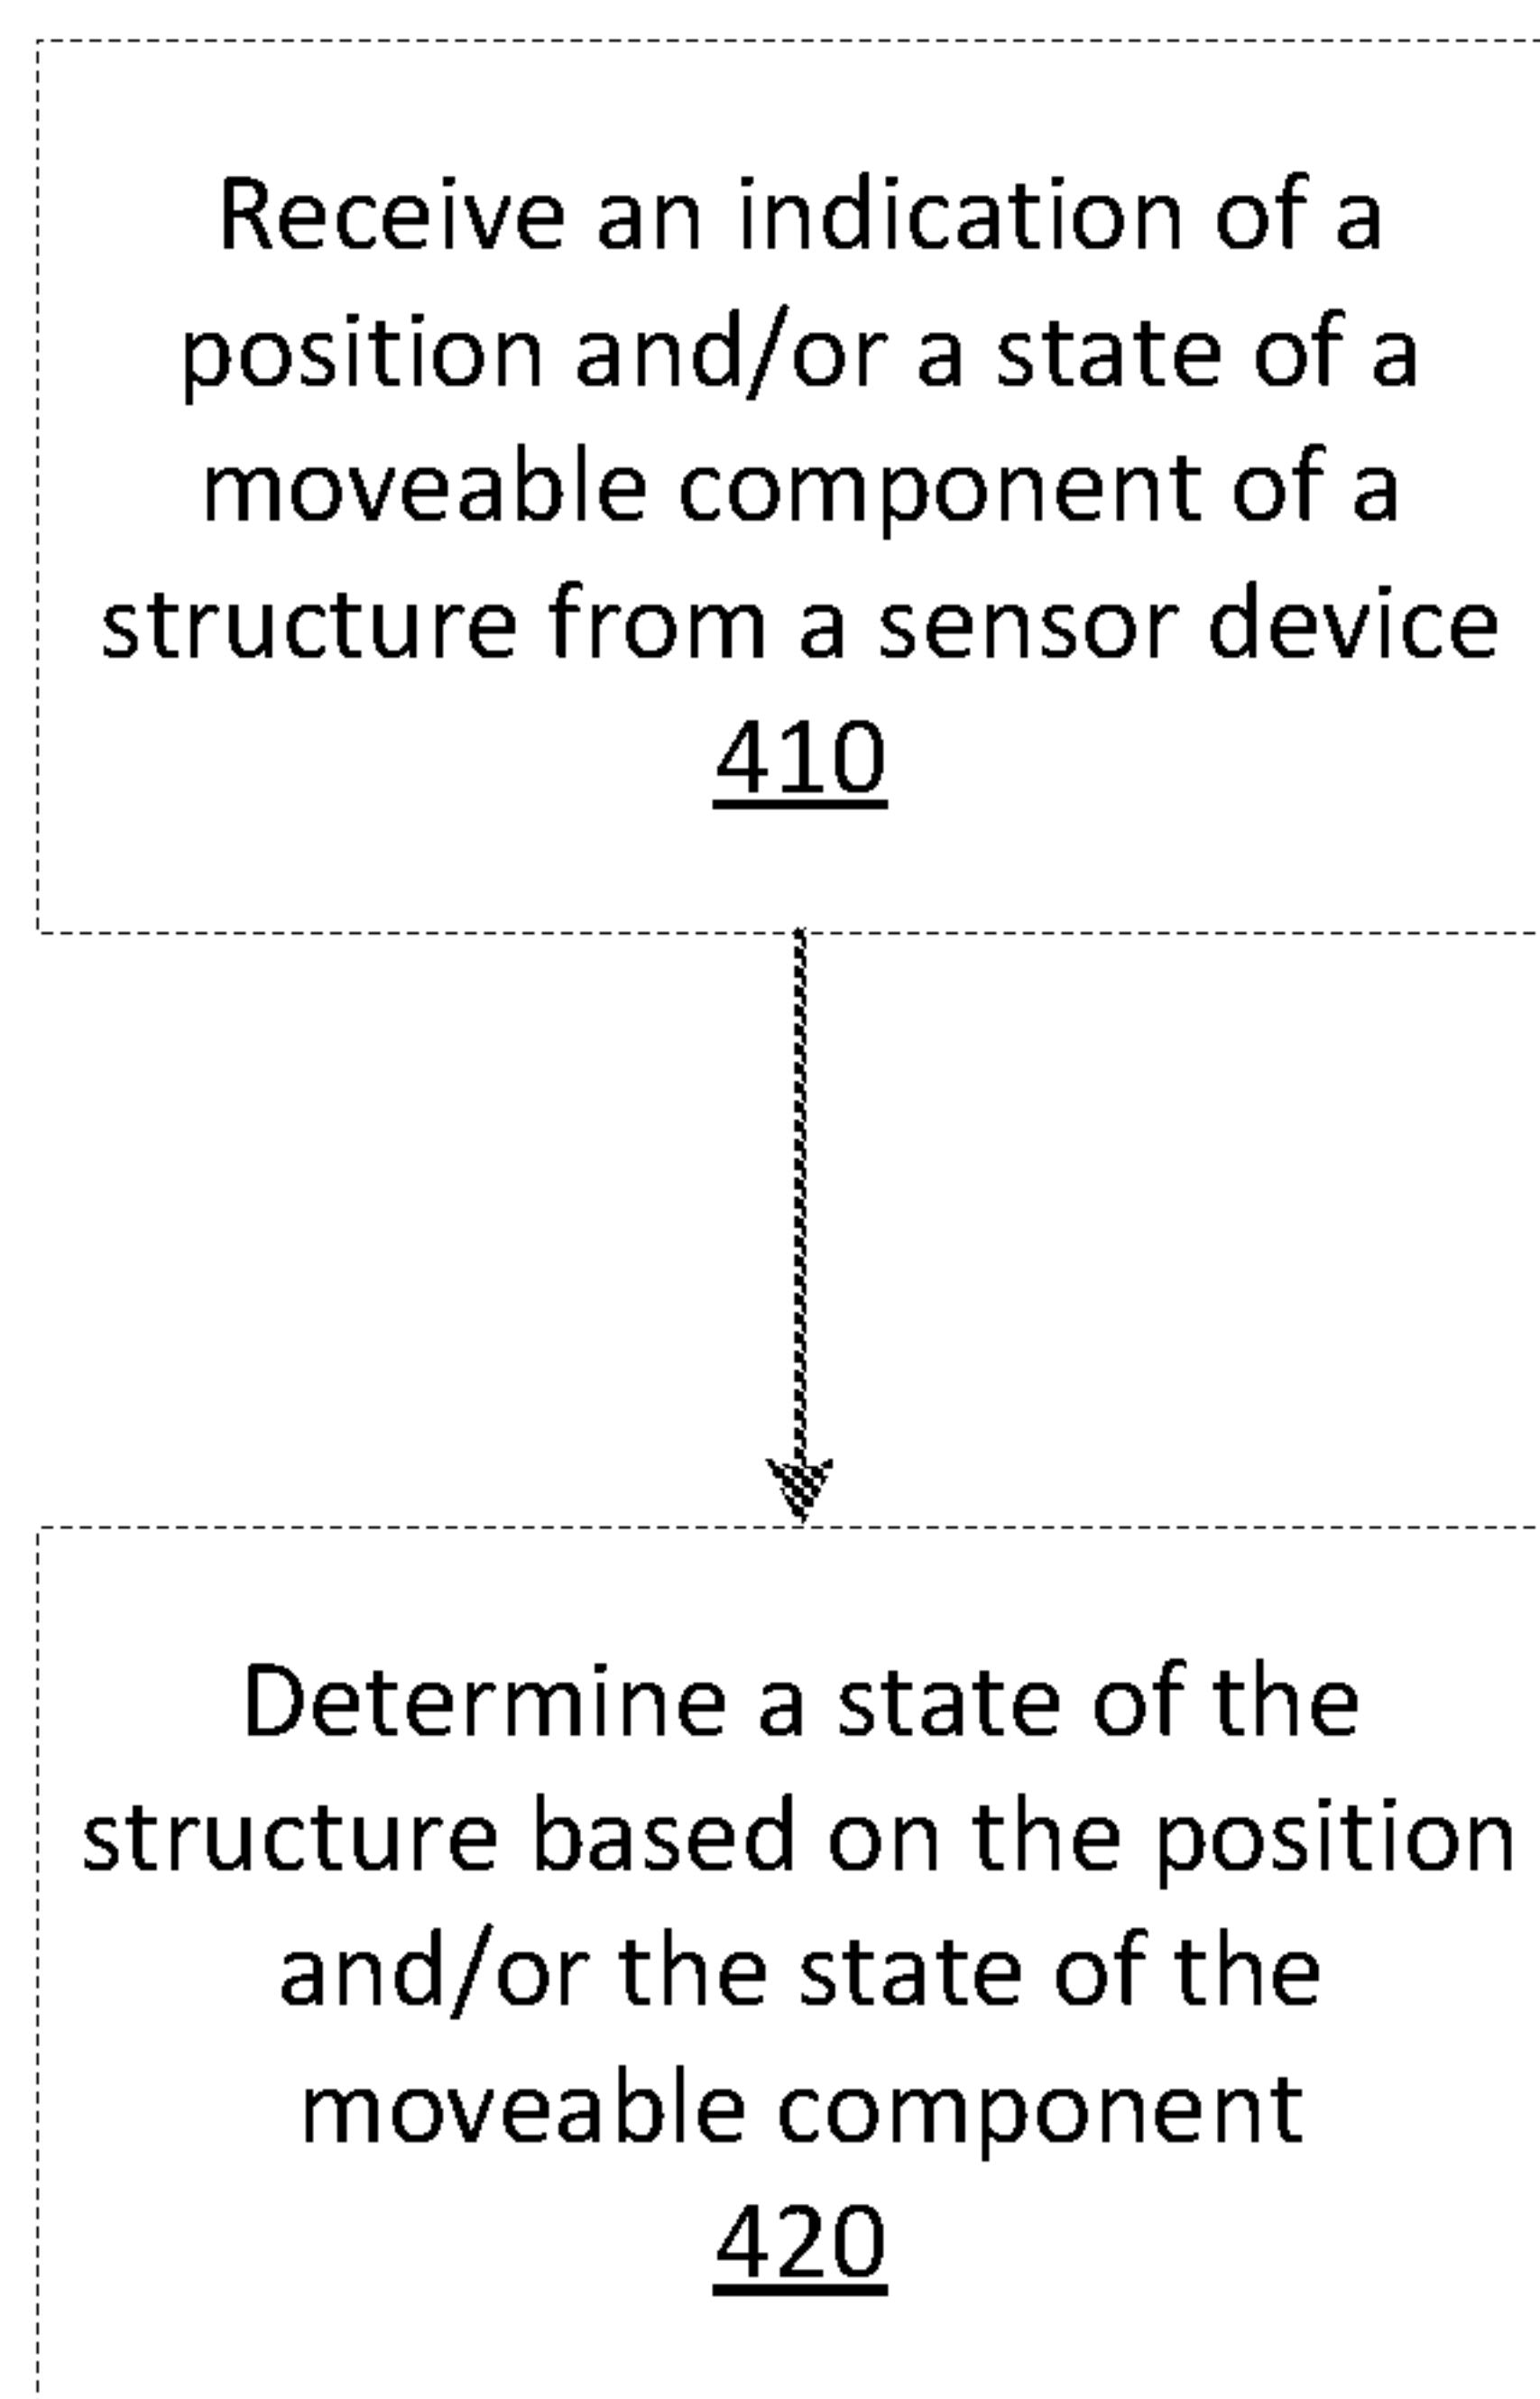 Receive an indication of a
position and/or a state of a
moveable component of a
structure from a sensor device
410
Determine a state of the
structure based on the position
and/or the state of the
moveable component
420